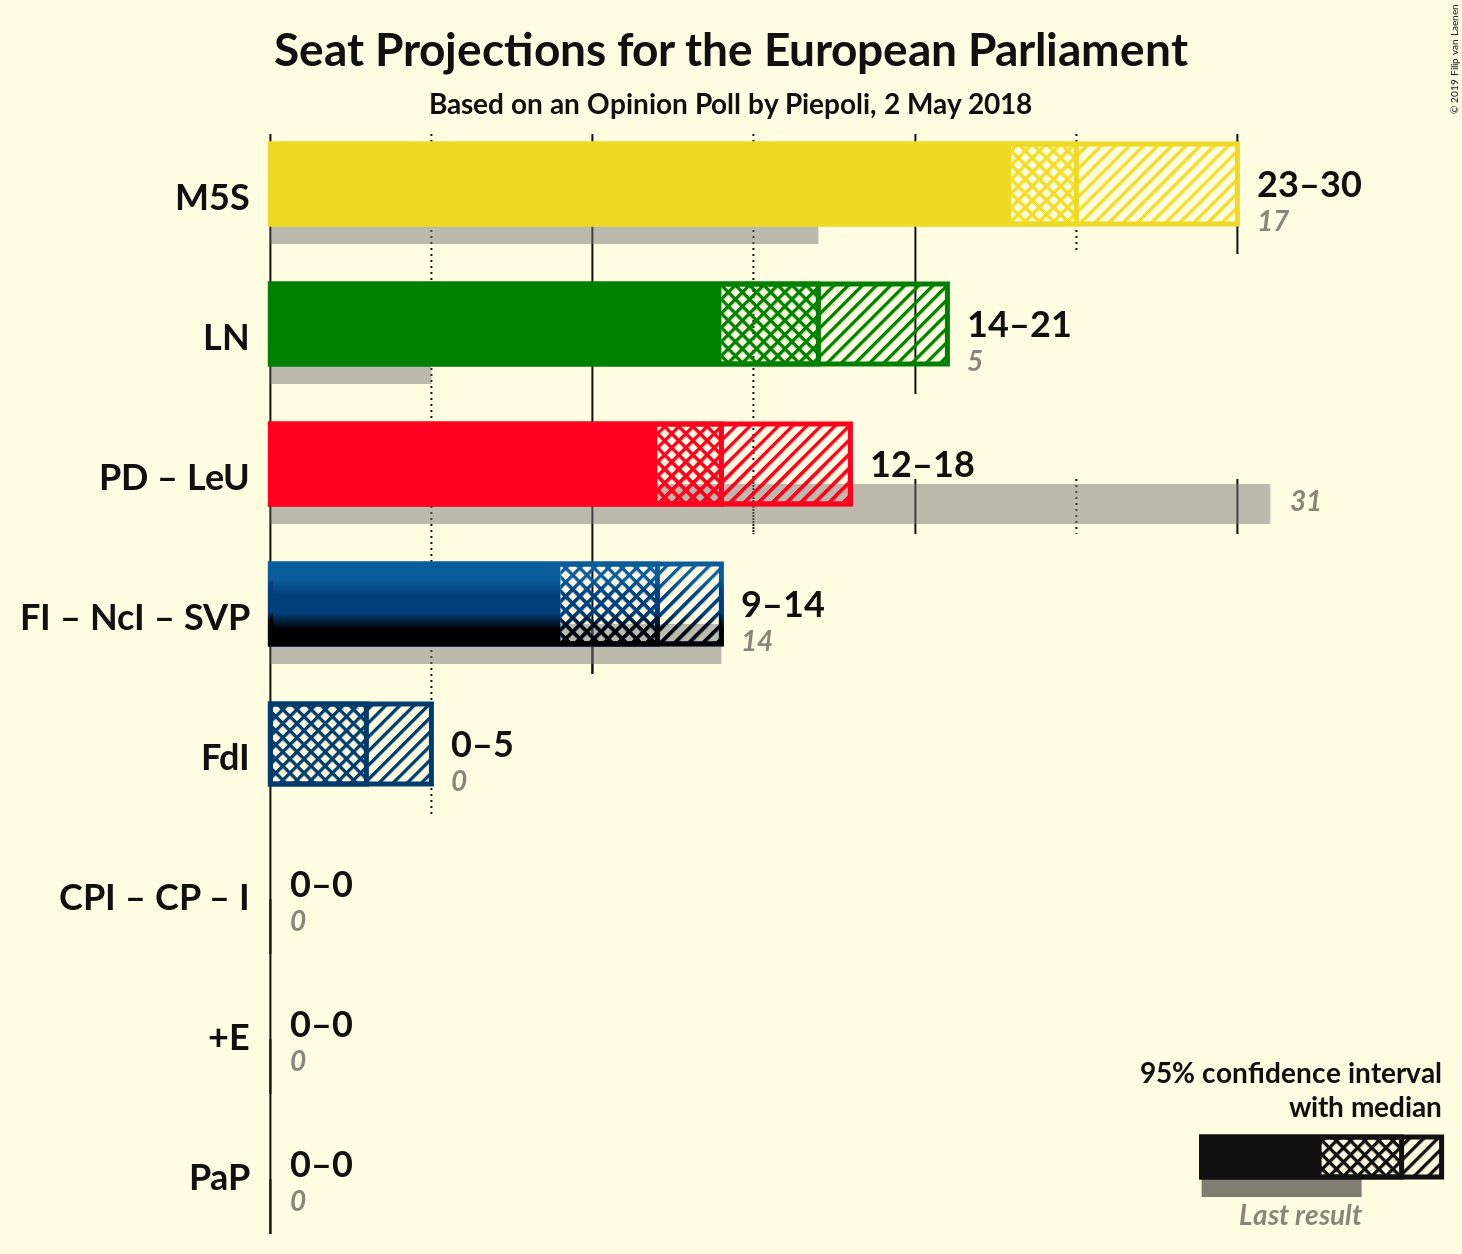 Seat Projections for the European Parliament
Based on an Opinion Poll by Piepoli, 2 May 2018
© 2019 Filip van Laenen
M5S
23–30
17
LN
14–21
5
PD – LeU
12–18
31
FI – NcI – SVP
9–14
14
FdI
0–5
0
CPI – CP – I
0–0
0
+E
0–0
0
PaP
0–0
0
95% confidence interval
with median
Last result